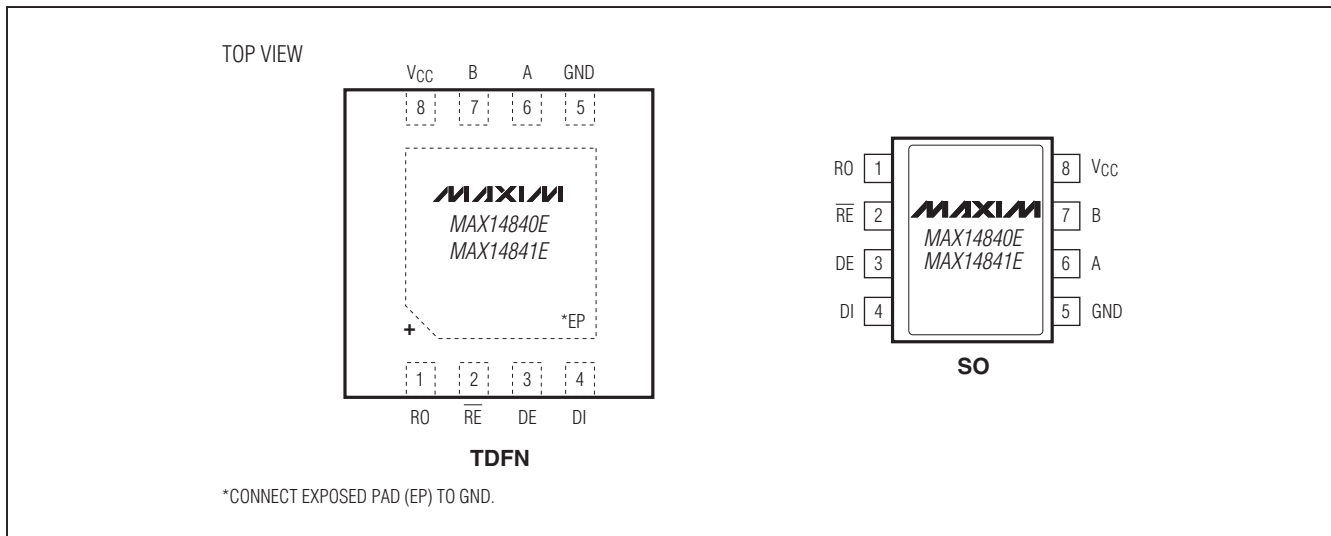 TOP VIEW
VCC B A GND
8 7 6 5
MAXIM
MAX14840E
MAX14841E
*EP
+
1 2 3 4
RO R̅E̅ DE DI
TDFN
*CONNECT EXPOSED PAD (EP) TO GND.
RO 1 8 VCC
R̅E̅ 2 7 B
DE 3 6 A
DI 4 5 GND
MAXIM
MAX14840E
MAX14841E
SO